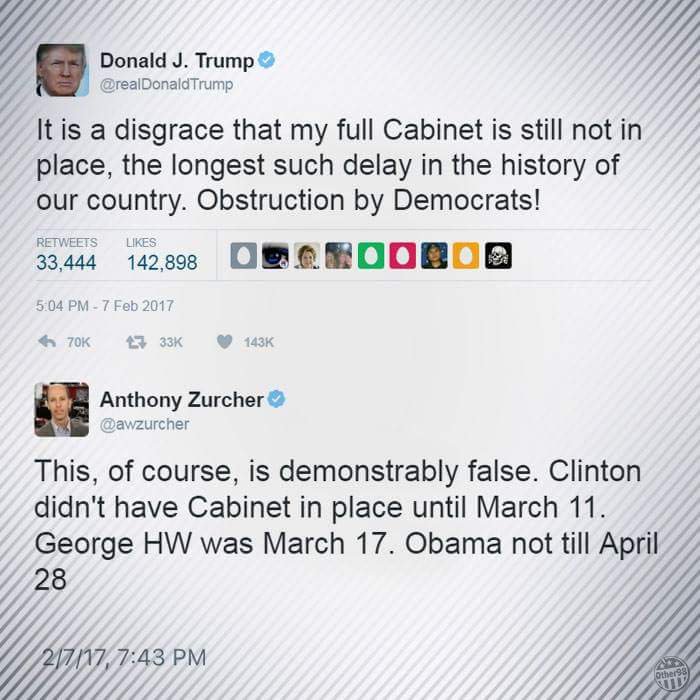 Donald J. Trump
@realDonaldTrump
It is a disgrace that my full Cabinet is still not in
place, the longest such delay in the history of
our country. Obstruction by Democrats!
RETWEETS LIKES
33,444 142,898
5:04 PM - 7 Feb 2017
70K 33K 143K
Anthony Zurcher
@awzurcher
This, of course, is demonstrably false. Clinton
didn't have Cabinet in place until March 11.
George HW was March 17. Obama not till April
28
2/7/17, 7:43 PM
Other98